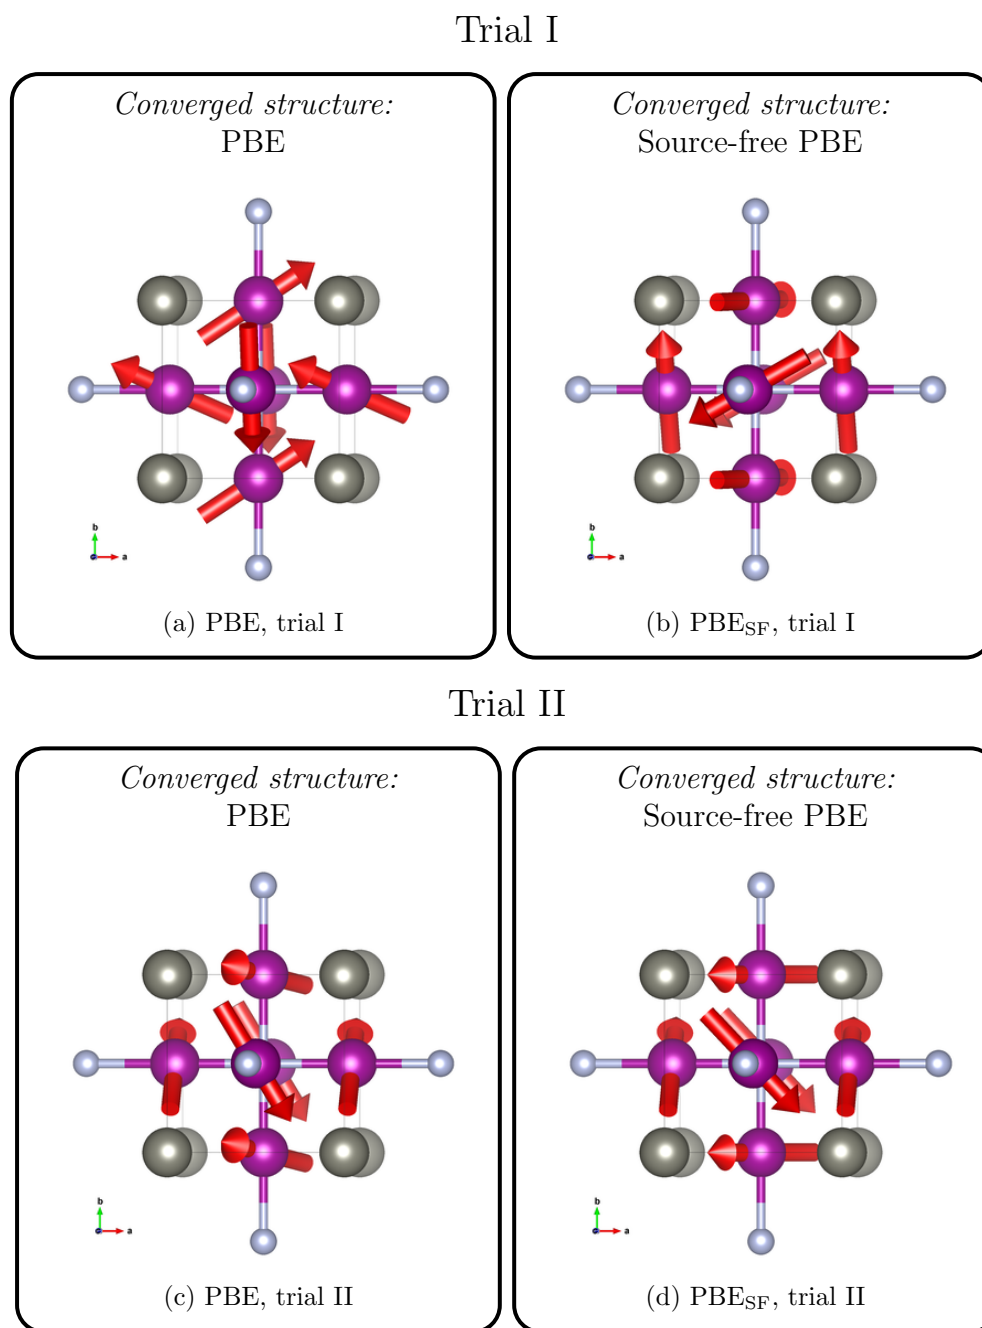 Trial I
Converged structure:
PBE
Converged structure:
Source-free PBE
b
a
b
a
(a) PBE, trial I
(b) PBE_SF, trial I
Trial II
Converged structure:
PBE
Converged structure:
Source-free PBE
b
a
b
a
(c) PBE, trial II
(d) PBE_SF, trial II